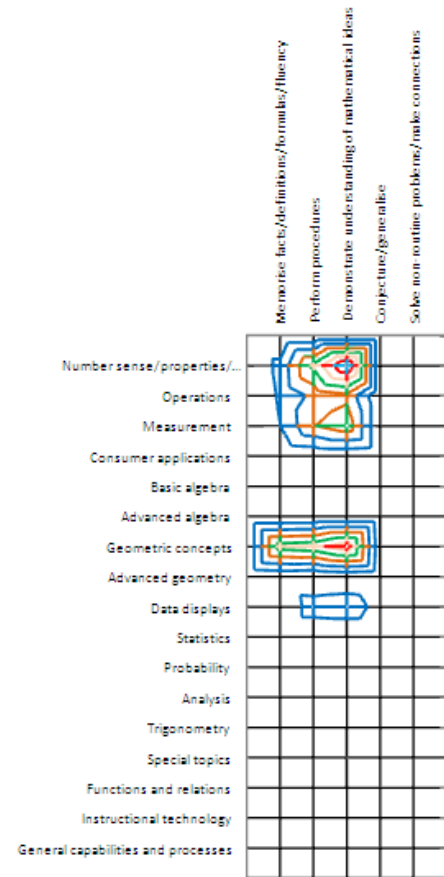 Memorise facts/definitions/formulas/fluency
Perform procedures
Demonstrate understanding of mathematical ideas
Conjecture/generalise
Solve non-routine problems/make connections
Number sense/properties/...
Operations
Measurement
Consumer applications
Basic algebra
Advanced algebra
Geometric concepts
Advanced geometry
Data displays
Statistics
Probability
Analysis
Trigonometry
Special topics
Functions and relations
Instructional technology
General capabilities and processes